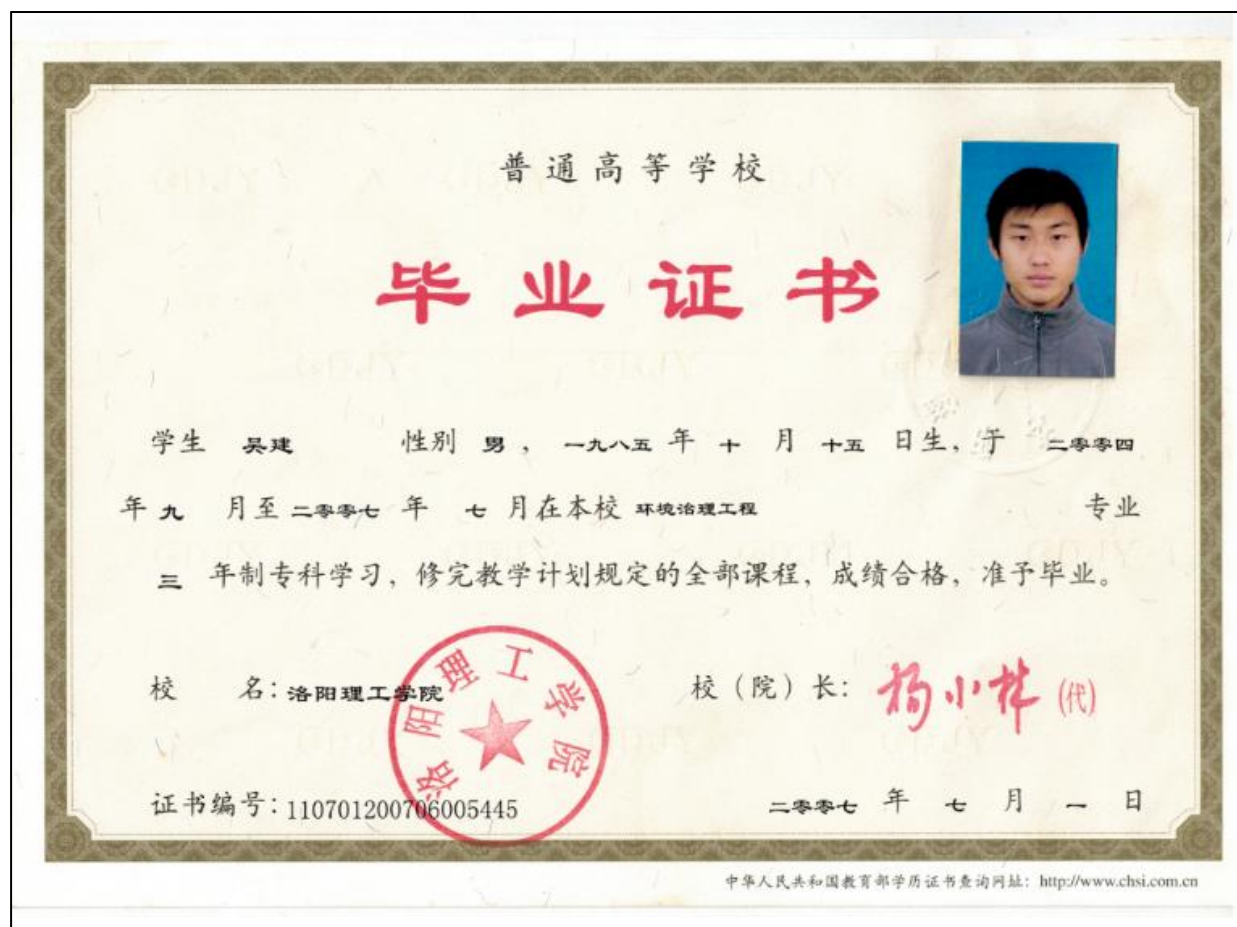 普通高等学校
毕业证书
学生 吴建 性别 男 , 一九八五 年 十 月 十五 日生, 于 二零零四
年 九 月至 二零零七 年 七 月在本校 环境治理工程 专业
三 年制专科学习, 修完教学计划规定的全部课程, 成绩合格, 准予毕业。
校 名: 洛阳理工学院 校(院)长: 杨小林 (代)
洛阳理工学院
证书编号: 110701200706005445 二零零七 年 七 月 一 日
中华人民共和国教育部学历证书查询网址: http://www.chsi.com.cn